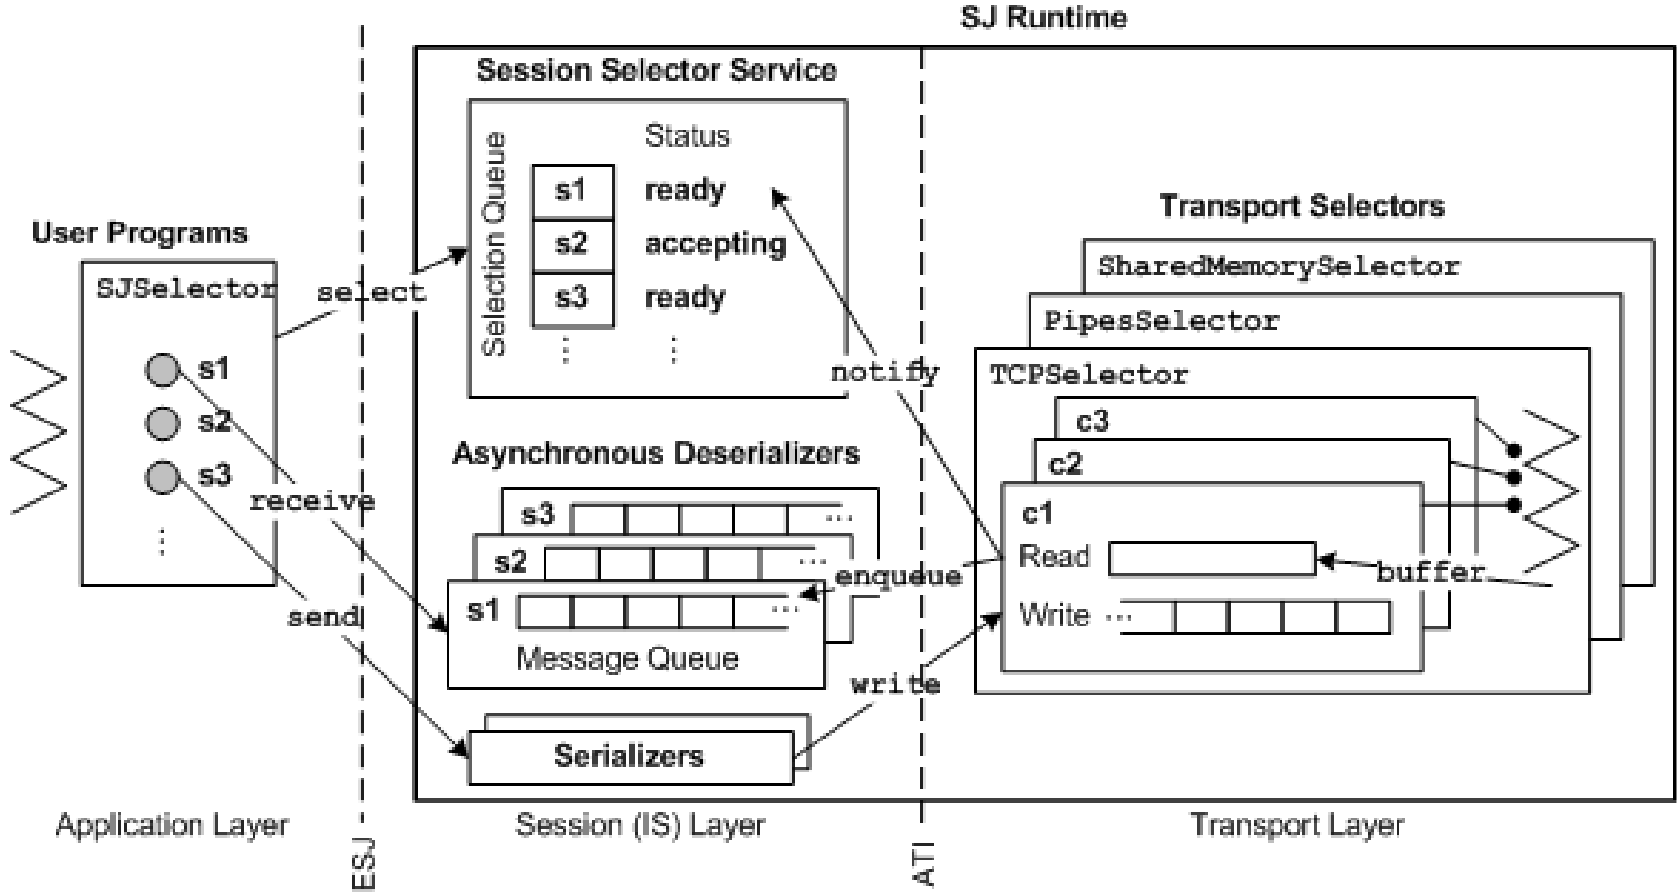 SJ Runtime
Session Selector Service
Selection Queue
Status
s1 ready
s2 accepting
s3 ready
⋮ ⋮
User Programs
SJSelector
s1
s2
s3
⋮
select
receive
send
notify
Asynchronous Deserializers
s3 ...
s2 ...
s1 ...
Message Queue
enqueue
write
Serializers
Transport Selectors
SharedMemorySelector
PipesSelector
TCPSelector
c3
c2
c1
Read
buffer
Write ...
Application Layer
ESJ
Session (IS) Layer
ATI
Transport Layer